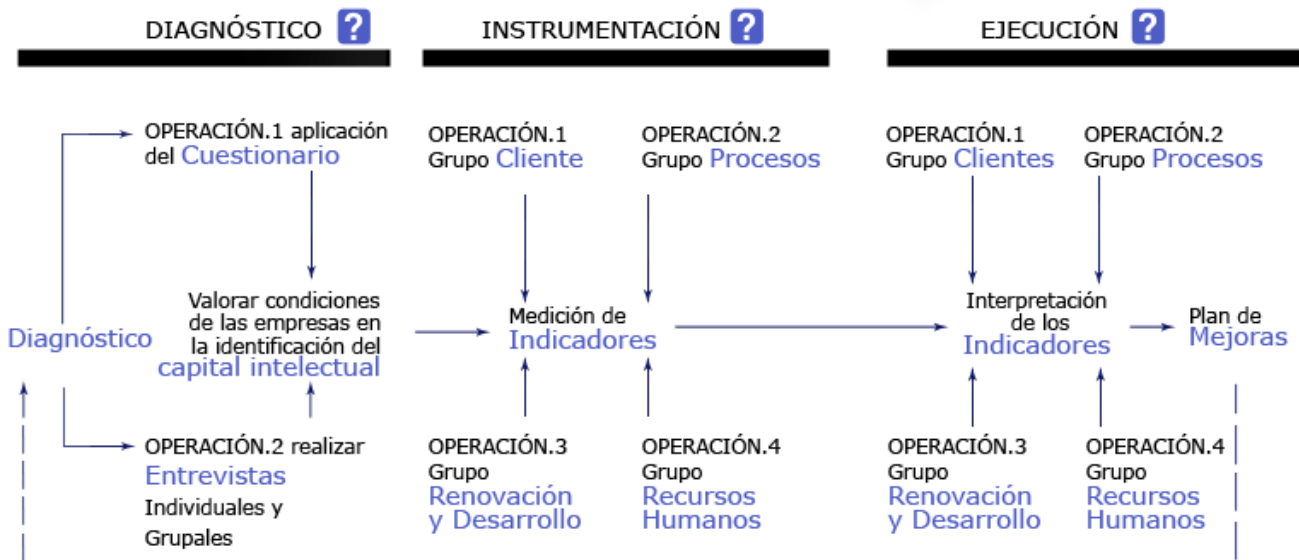 DIAGNÓSTICO ?
INSTRUMENTACIÓN ?
EJECUCIÓN ?
OPERACIÓN.1 aplicación
del Cuestionario
Diagnóstico
Valorar condiciones
de las empresas en
la identificación del
capital intelectual
OPERACIÓN.2 realizar
Entrevistas
Individuales y
Grupales
OPERACIÓN.1
Grupo Cliente
OPERACIÓN.2
Grupo Procesos
Medición de
Indicadores
OPERACIÓN.3
Grupo
Renovación
y Desarrollo
OPERACIÓN.4
Grupo
Recursos
Humanos
OPERACIÓN.1
Grupo Clientes
OPERACIÓN.2
Grupo Procesos
Interpretación
de los
Indicadores
Plan de
Mejoras
OPERACIÓN.3
Grupo
Renovación
y Desarrollo
OPERACIÓN.4
Grupo
Recursos
Humanos